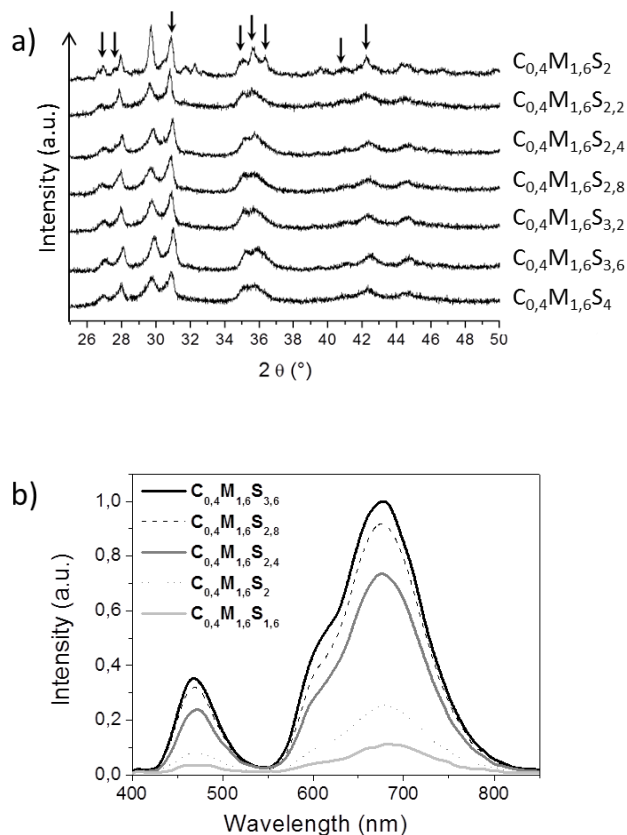 a)
Intensity (a.u.)
C0,4M1,6S2
C0,4M1,6S2,2
C0,4M1,6S2,4
C0,4M1,6S2,8
C0,4M1,6S3,2
C0,4M1,6S3,6
C0,4M1,6S4
26 28 30 32 34 36 38 40 42 44 46 48 50
2 θ (°)
b)
C0,4M1,6S3,6
C0,4M1,6S2,8
C0,4M1,6S2,4
C0,4M1,6S2
C0,4M1,6S1,6
Intensity (a.u.)
1,0
0,8
0,6
0,4
0,2
0,0
400 500 600 700 800
Wavelength (nm)